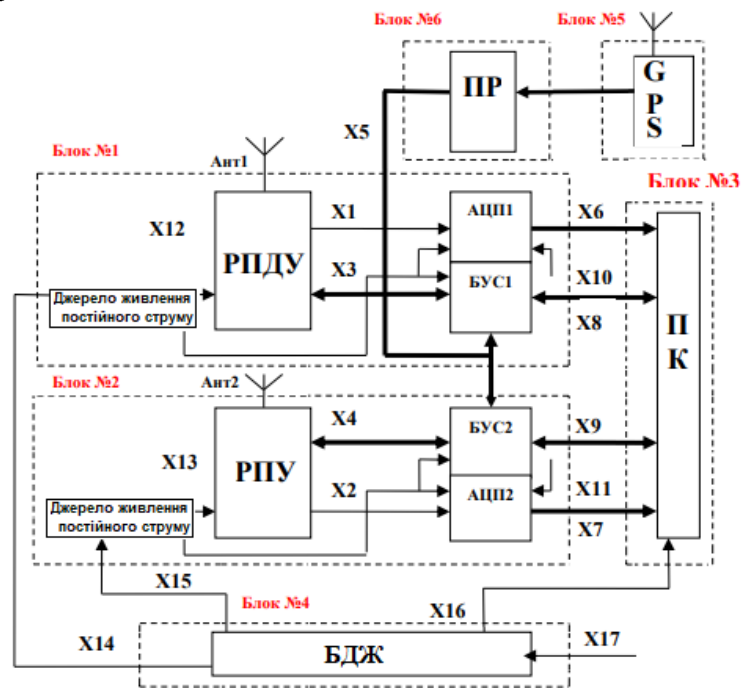 Блок №6
Блок №5
ПР
G
P
S
X5
Блок №1
Ант1
Блок №3
X12
РПДУ
X1
АЦП1
X6
X3
БУС1
X10
X8
Джерело живлення
постійного струму
П
К
Блок №2
Ант2
X4
БУС2
X9
X13
РПУ
X2
АЦП2
X11
X7
Джерело живлення
постійного струму
X15
Блок №4
X16
X14
БДЖ
X17